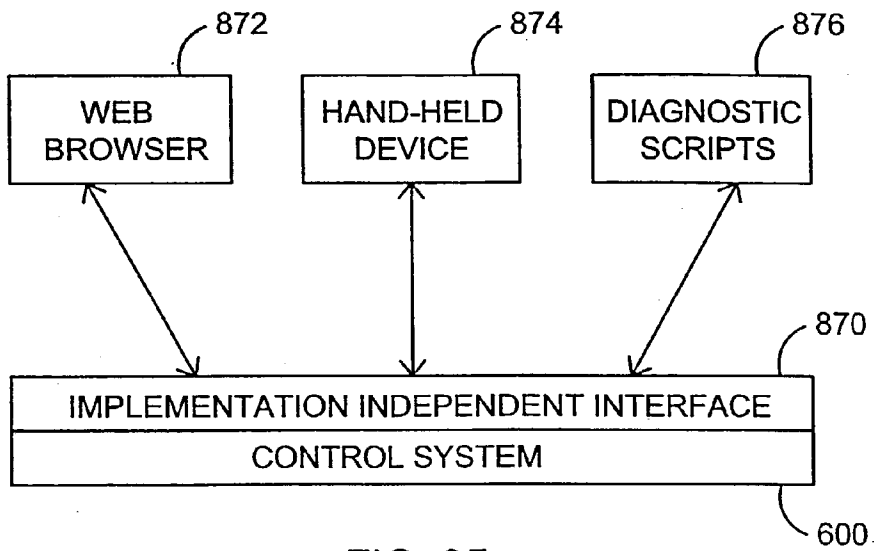 872
874
876
WEB
BROWSER
HAND-HELD
DEVICE
DIAGNOSTIC
SCRIPTS
870
IMPLEMENTATION INDEPENDENT INTERFACE
CONTROL SYSTEM
600